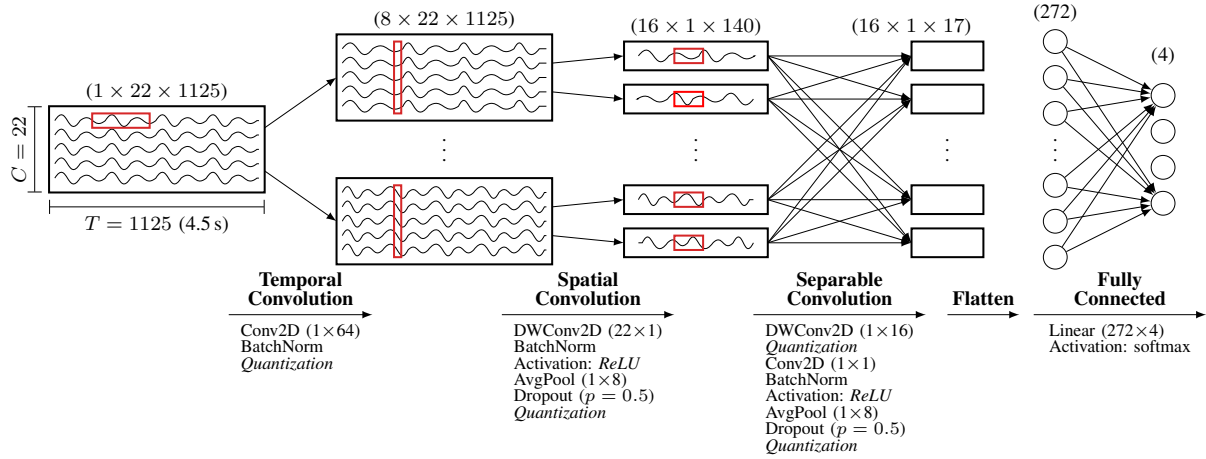 (1 × 22 × 1125)
C = 22
T = 1125 (4.5 s)
(8 × 22 × 1125)
⋮
(16 × 1 × 140)
⋮
(16 × 1 × 17)
⋮
(272)
⋮
(4)
Temporal
Convolution
Conv2D (1×64)
BatchNorm
Quantization
Spatial
Convolution
DWConv2D (22×1)
BatchNorm
Activation: ReLU
AvgPool (1×8)
Dropout (p = 0.5)
Quantization
Separable
Convolution
DWConv2D (1×16)
Quantization
Conv2D (1×1)
BatchNorm
Activation: ReLU
AvgPool (1×8)
Dropout (p = 0.5)
Quantization
Flatten
Fully
Connected
Linear (272×4)
Activation: softmax